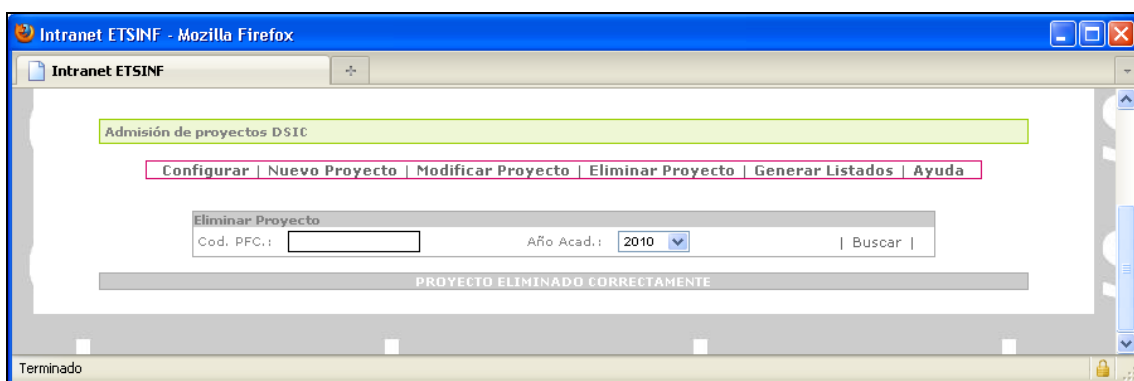 Intranet ETSINF - Mozilla Firefox
Intranet ETSINF
Admisión de proyectos DSIC
Configurar | Nuevo Proyecto | Modificar Proyecto | Eliminar Proyecto | Generar Listados | Ayuda
Eliminar Proyecto
Cod. PFC.: Año Acad.: 2010 | Buscar |
PROYECTO ELIMINADO CORRECTAMENTE
Terminado